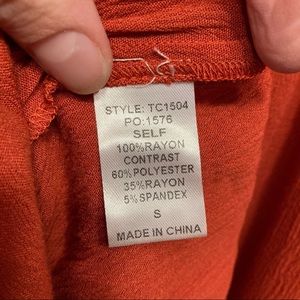 STYLE: TC1504
PO:1576
SELF
100%RAYON
CONTRAST
60%POLYESTER
35%RAYON
5%SPANDEX
S
MADE IN CHINA